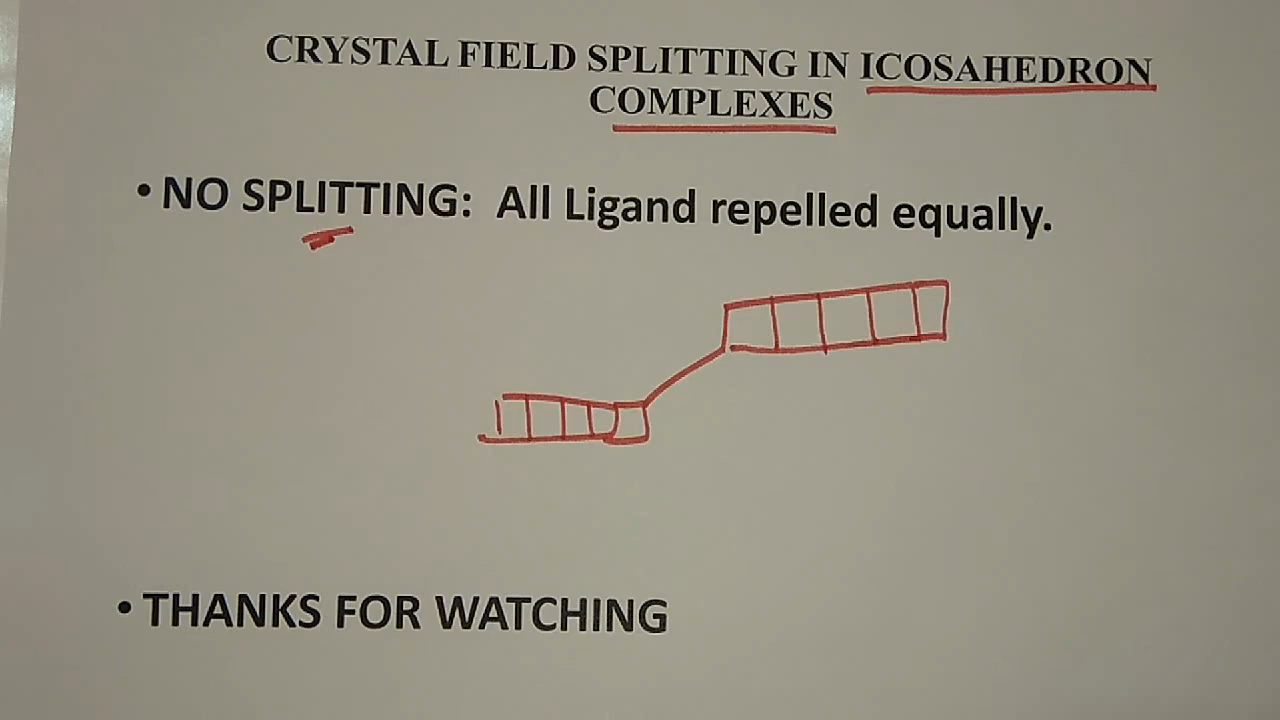 CRYSTAL FIELD SPLITTING IN ICOSAHEDRON
COMPLEXES
• NO SPLITTING: All Ligand repelled equally.
• THANKS FOR WATCHING